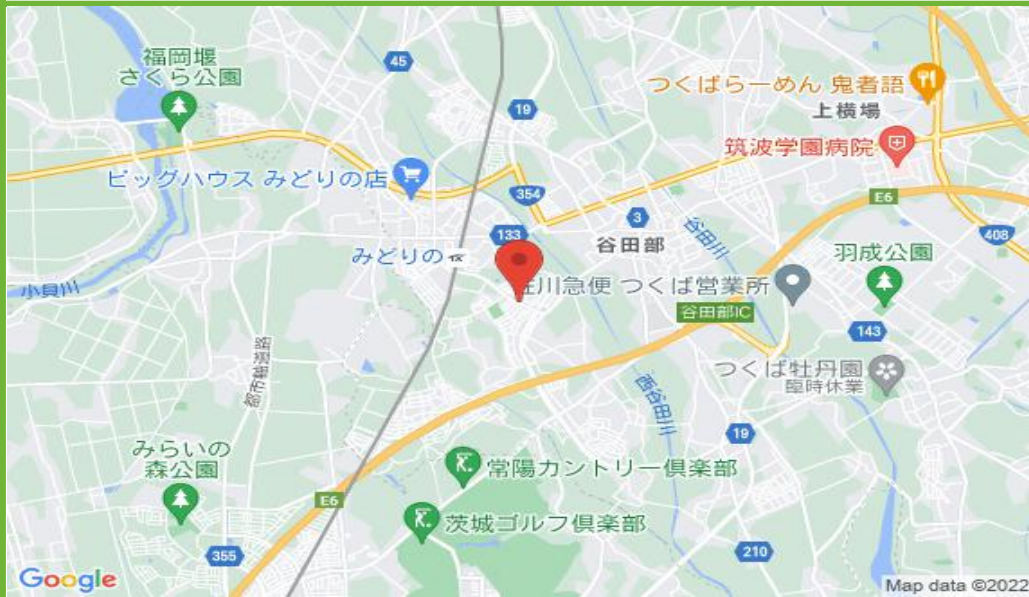 福岡堰
さくら公園
45
19
つくばらーめん 鬼者語
上横場
筑波学園病院
ビッグハウス みどりの店
354
E6
3
133
谷田部
谷田川
408
みどりの
羽成公園
小貝川
川急便 つくば営業所
谷田部IC
143
都市軸道路
つくば牡丹園
臨時休業
西谷田川
19
みらいの
森公園
常陽カントリー倶楽部
E6
茨城ゴルフ倶楽部
355
210
Google
Map data ©2022